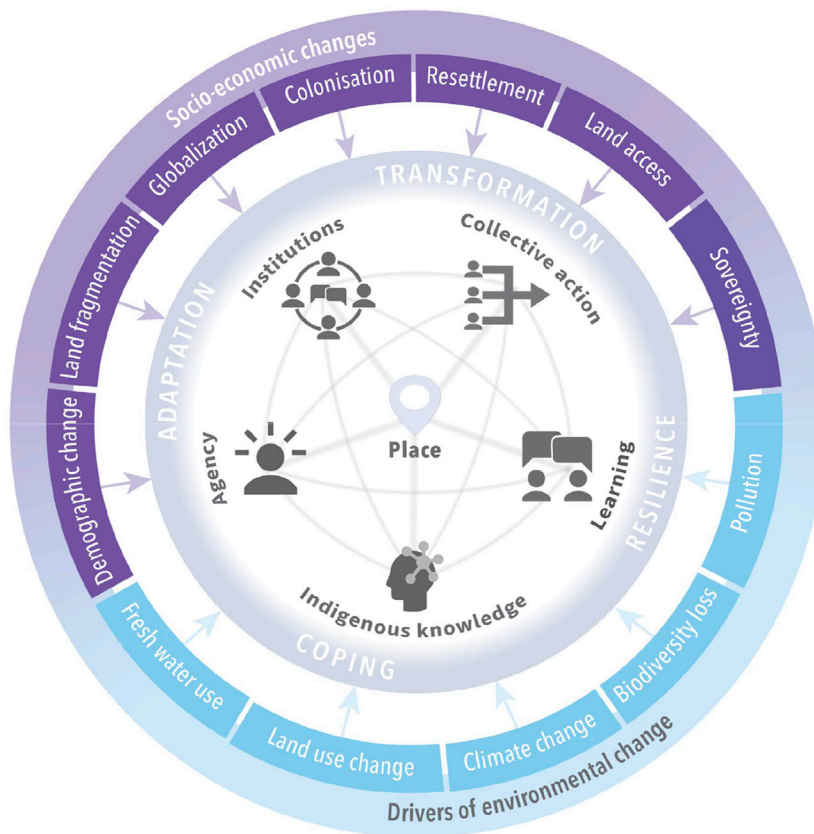 Socio-economic changes
Demographic change
Land fragmentation
Globalization
Colonisation
Resettlement
Land access
Sovereignty
Pollution
Biodiversity loss
Climate change
Land use change
Fresh water use
Drivers of environmental change
ADAPTATION
TRANSFORMATION
RESILIENCE
COPING
Institutions
Collective action
Learning
Indigenous knowledge
Agency
Place